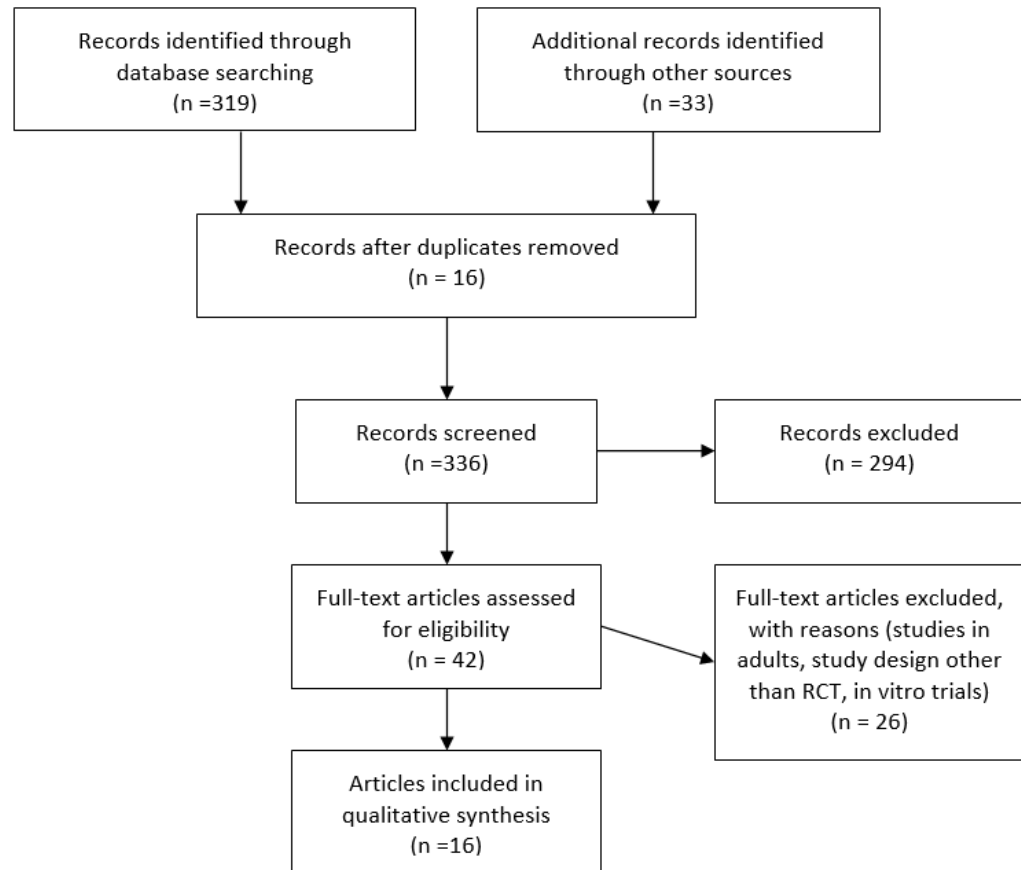 Records identified through
database searching
(n =319)
Additional records identified
through other sources
(n =33)
Records after duplicates removed
(n = 16)
Records screened
(n =336)
Records excluded
(n = 294)
Full-text articles assessed
for eligibility
(n = 42)
Full-text articles excluded,
with reasons (studies in
adults, study design other
than RCT, in vitro trials)
(n = 26)
Articles included in
qualitative synthesis
(n =16)